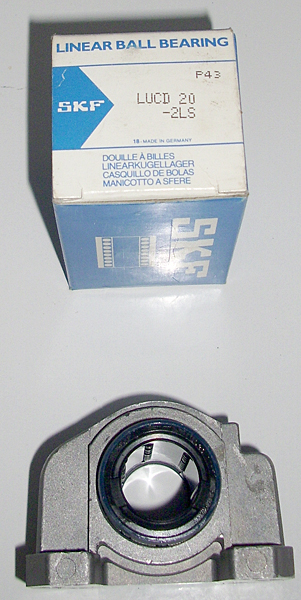 LINEAR BALL BEARING
P43
SKF
LUCD 20
-2LS
18 - MADE IN GERMANY
DOUILLE À BILLES
LINEARKUGELLAGER
CASQUILLO DE BOLAS
MANICOTTO A SFERE
SKF